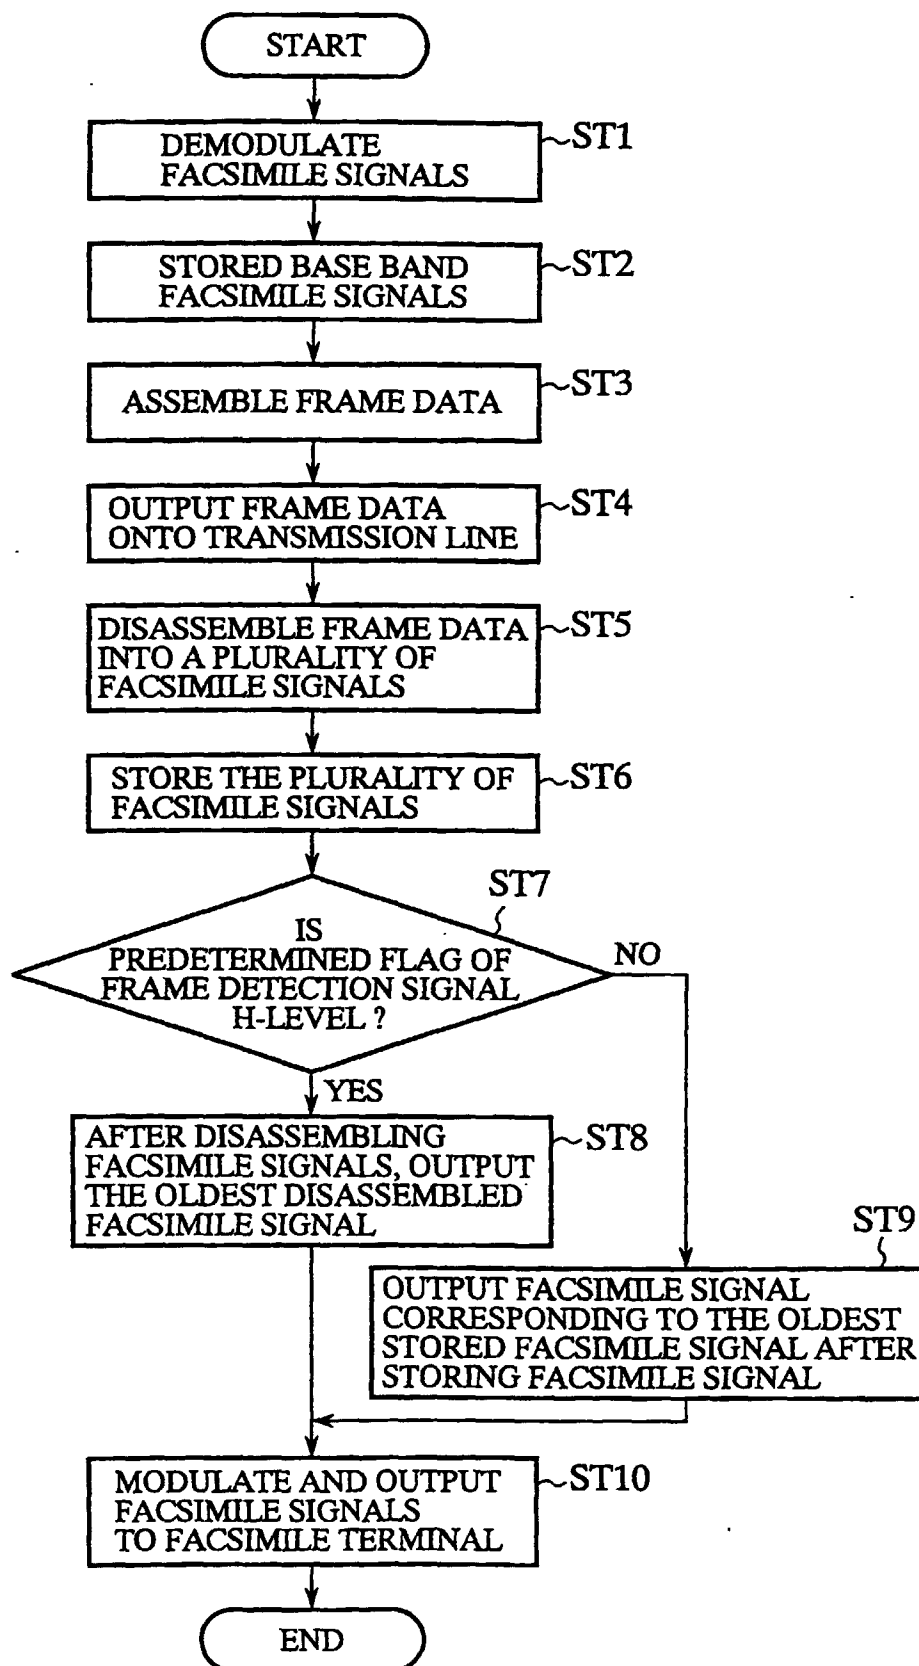 START
DEMODULATE
FACSIMILE SIGNALS
ST1
STORED BASE BAND
FACSIMILE SIGNALS
ST2
ASSEMBLE FRAME DATA
ST3
OUTPUT FRAME DATA
ONTO TRANSMISSION LINE
ST4
DISASSEMBLE FRAME DATA
INTO A PLURALITY OF
FACSIMILE SIGNALS
ST5
STORE THE PLURALITY OF
FACSIMILE SIGNALS
ST6
ST7
IS
PREDETERMINED FLAG OF
FRAME DETECTION SIGNAL
H-LEVEL ?
NO
YES
AFTER DISASSEMBLING
FACSIMILE SIGNALS, OUTPUT
THE OLDEST DISASSEMBLED
FACSIMILE SIGNAL
ST8
ST9
OUTPUT FACSIMILE SIGNAL
CORRESPONDING TO THE OLDEST
STORED FACSIMILE SIGNAL AFTER
STORING FACSIMILE SIGNAL
MODULATE AND OUTPUT
FACSIMILE SIGNALS
TO FACSIMILE TERMINAL
ST10
END